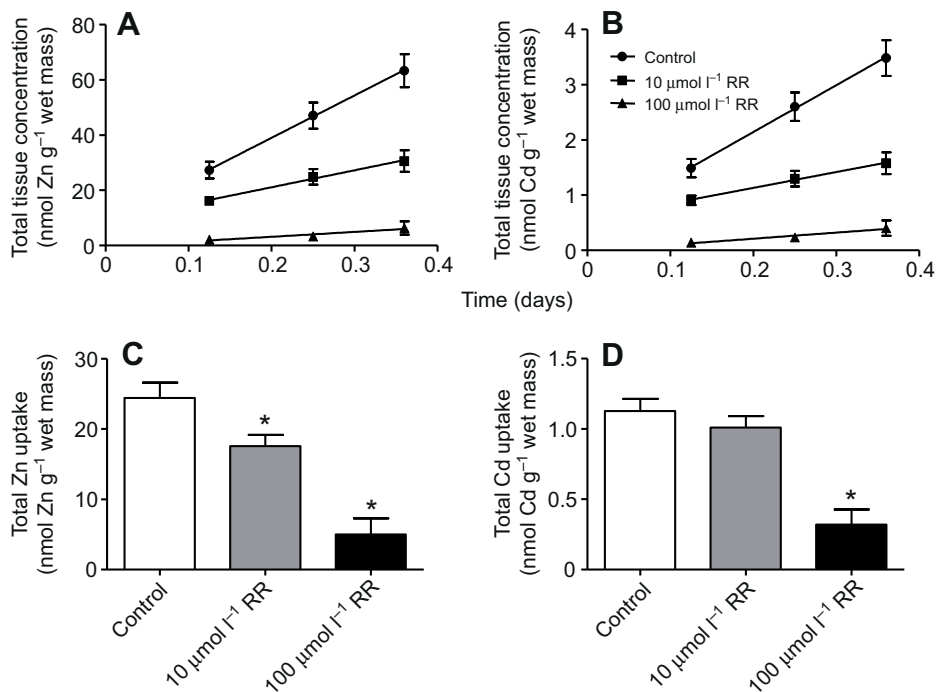 A
Total tissue concentration
(nmol Zn g⁻¹ wet mass)
80
60
40
20
0
0
0.1
0.2
0.3
0.4
B
Total tissue concentration
(nmol Cd g⁻¹ wet mass)
4
3
2
1
0
Control
10 μmol l⁻¹ RR
100 μmol l⁻¹ RR
0
0.1
0.2
0.3
0.4
Time (days)
C
Total Zn uptake
(nmol Zn g⁻¹ wet mass)
30
20
10
0
*
*
Control
10 μmol l⁻¹ RR
100 μmol l⁻¹ RR
D
Total Cd uptake
(nmol Cd g⁻¹ wet mass)
1.5
1.0
0.5
0
*
Control
10 μmol l⁻¹ RR
100 μmol l⁻¹ RR